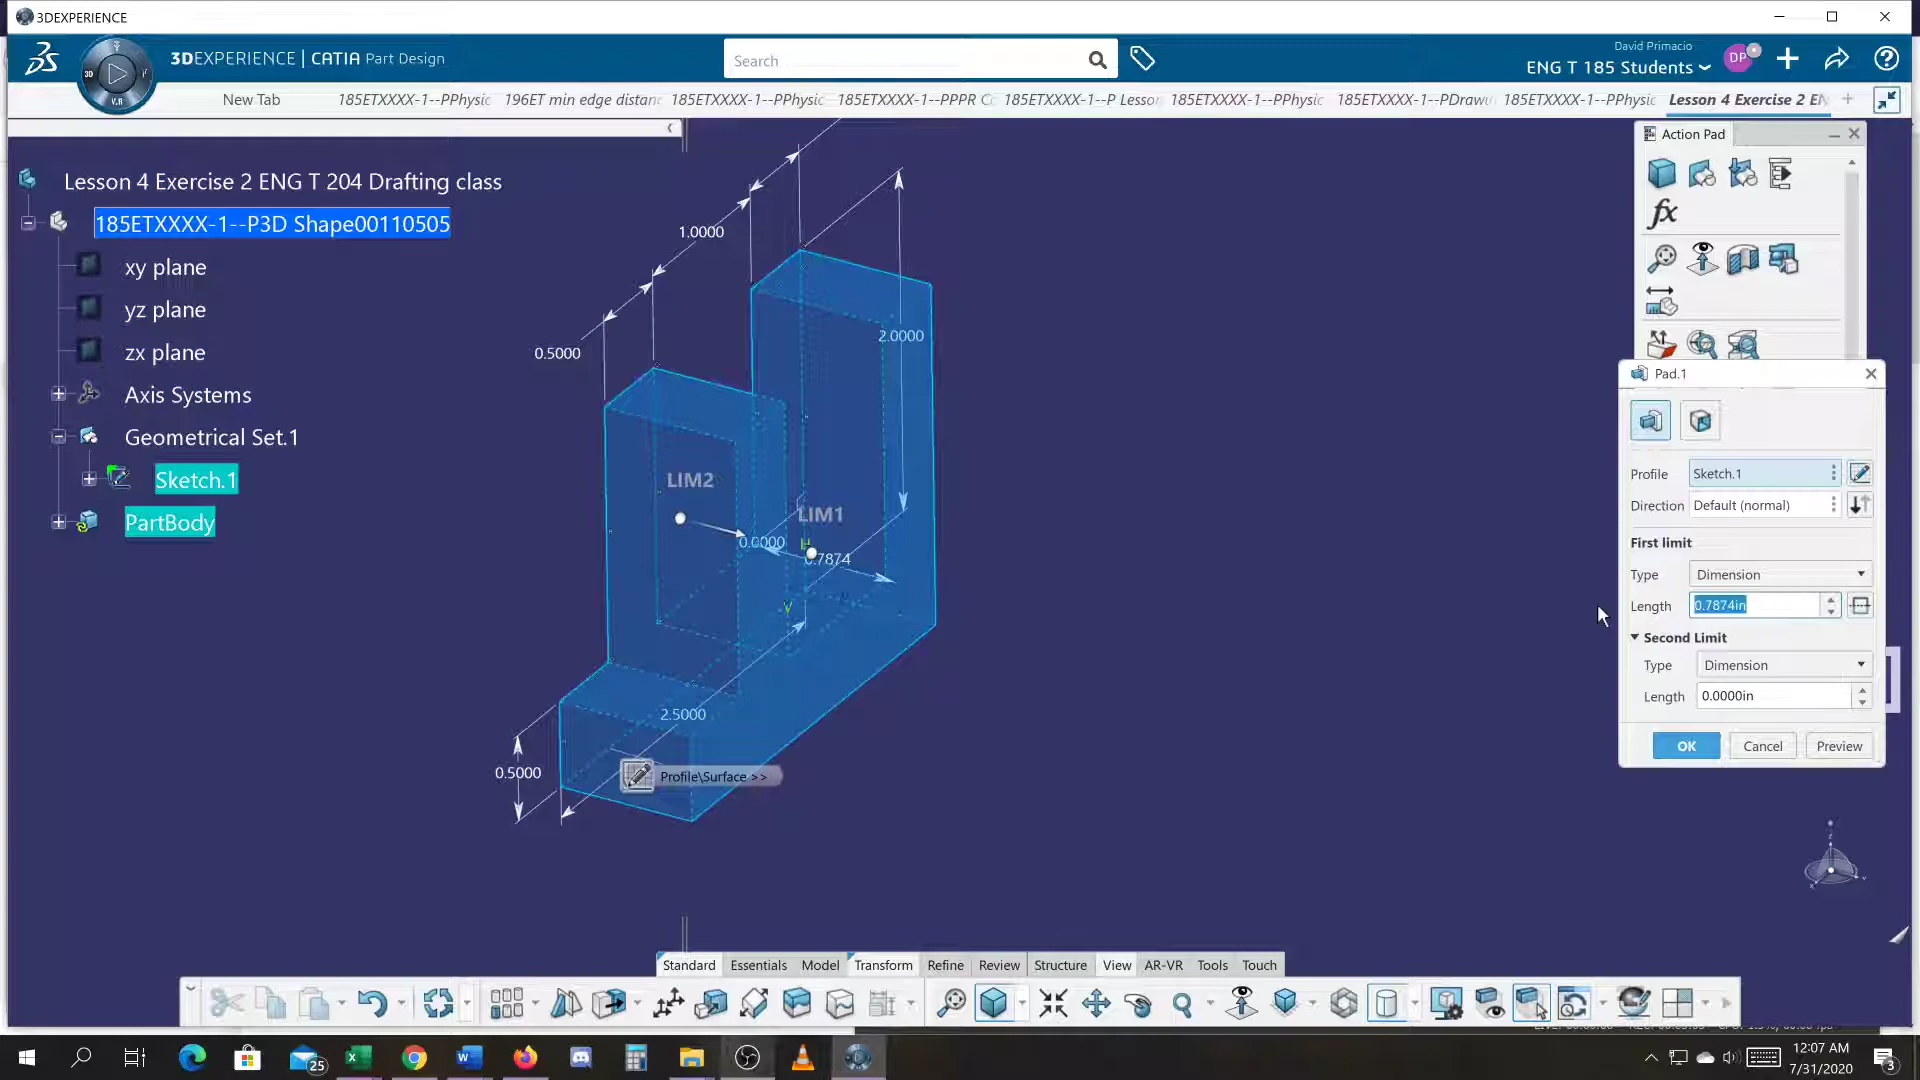 3DEXPERIENCE
3DEXPERIENCE | CATIA Part Design
3D
V.R
Search
David Primacio
ENG T 185 Students
DP
New Tab
185ETXXXX-1--PPhysic
196ET min edge distan
185ETXXXX-1--PPhysic
185ETXXXX-1--PPPR C
185ETXXXX-1--P Lesso
185ETXXXX-1--PPhysic
185ETXXXX-1--PDraw
185ETXXXX-1--PPhysic
Lesson 4 Exercise 2 EN
Lesson 4 Exercise 2 ENG T 204 Drafting class
185ETXXXX-1--P3D Shape00110505
xy plane
yz plane
zx plane
Axis Systems
Geometrical Set.1
Sketch.1
PartBody
1.0000
2.0000
0.5000
LIM2
LIM1
0.0000
0.7874
H
V
2.5000
0.5000
Profile\Surface >>
Action Pad
fx
Pad.1
Profile
Sketch.1
Direction
Default (normal)
First limit
Type
Dimension
Length
0.7874in
Second Limit
Type
Dimension
Length
0.0000in
OK
Cancel
Preview
Standard
Essentials
Model
Transform
Refine
Review
Structure
View
AR-VR
Tools
Touch
25
12:07 AM
7/31/2020
3